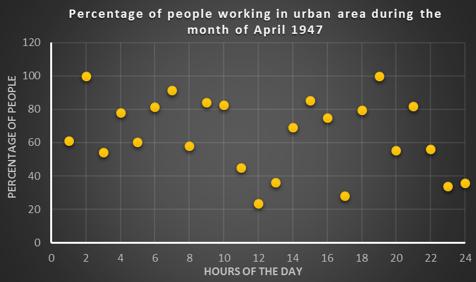 Percentage of people working in urban area during the
month of April 1947
120
100
80
60
40
20
0
PERCENTAGE OF PEOPLE
0 2 4 6 8 10 12 14 16 18 20 22 24
HOURS OF THE DAY